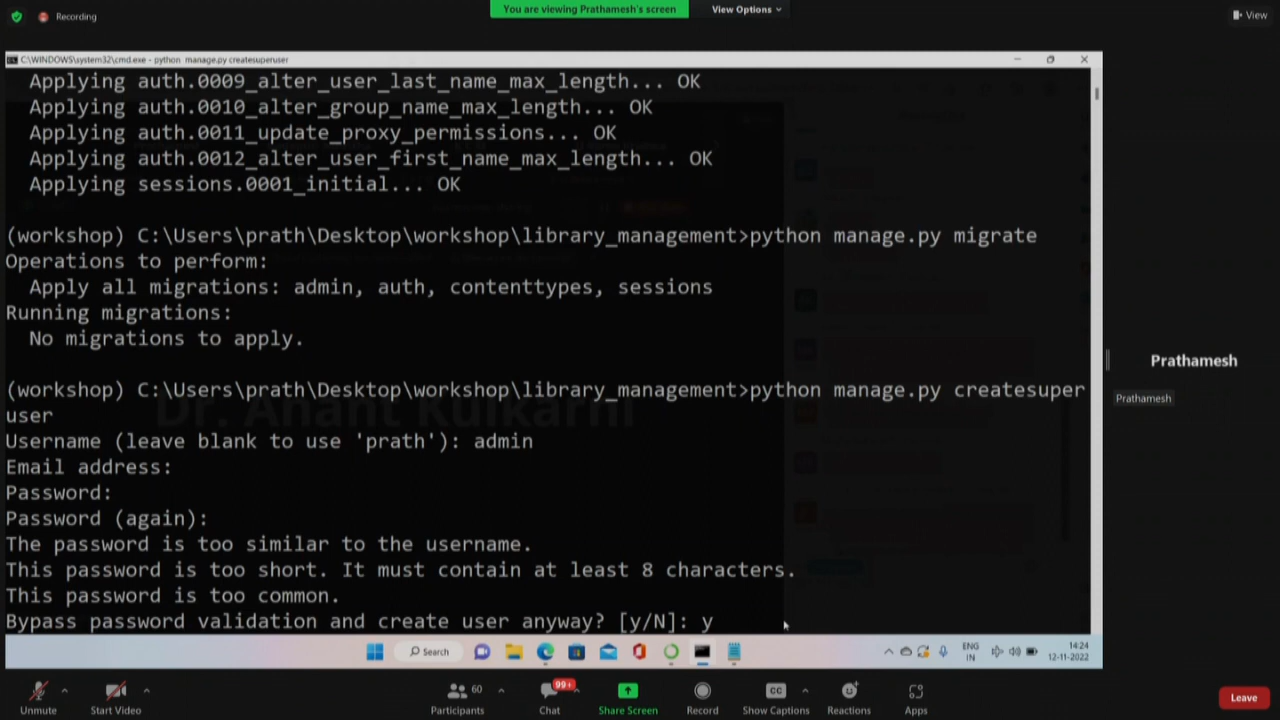 Recording
You are viewing Prathamesh's screen
View Options
View
C:\WINDOWS\system32\cmd.exe - python manage.py createsuperuser
Applying auth.0009_alter_user_last_name_max_length... OK
Applying auth.0010_alter_group_name_max_length... OK
Applying auth.0011_update_proxy_permissions... OK
Applying auth.0012_alter_user_first_name_max_length... OK
Applying sessions.0001_initial... OK
(workshop) C:\Users\prath\Desktop\workshop\library_management>python manage.py migrate
Operations to perform:
Apply all migrations: admin, auth, contenttypes, sessions
Running migrations:
No migrations to apply.
(workshop) C:\Users\prath\Desktop\workshop\library_management>python manage.py createsuper
user
Dr. Anant Kulkarni
Username (leave blank to use 'prath'): admin
Email address:
Password:
Password (again):
The password is too similar to the username.
This password is too short. It must contain at least 8 characters.
This password is too common.
Bypass password validation and create user anyway? [y/N]: y
Prathamesh
Prathamesh
Search
ENG
IN
14:24
12-11-2022
Unmute
Start Video
60
Participants
99+
Chat
Share Screen
Record
CC
Show Captions
Reactions
Apps
Leave